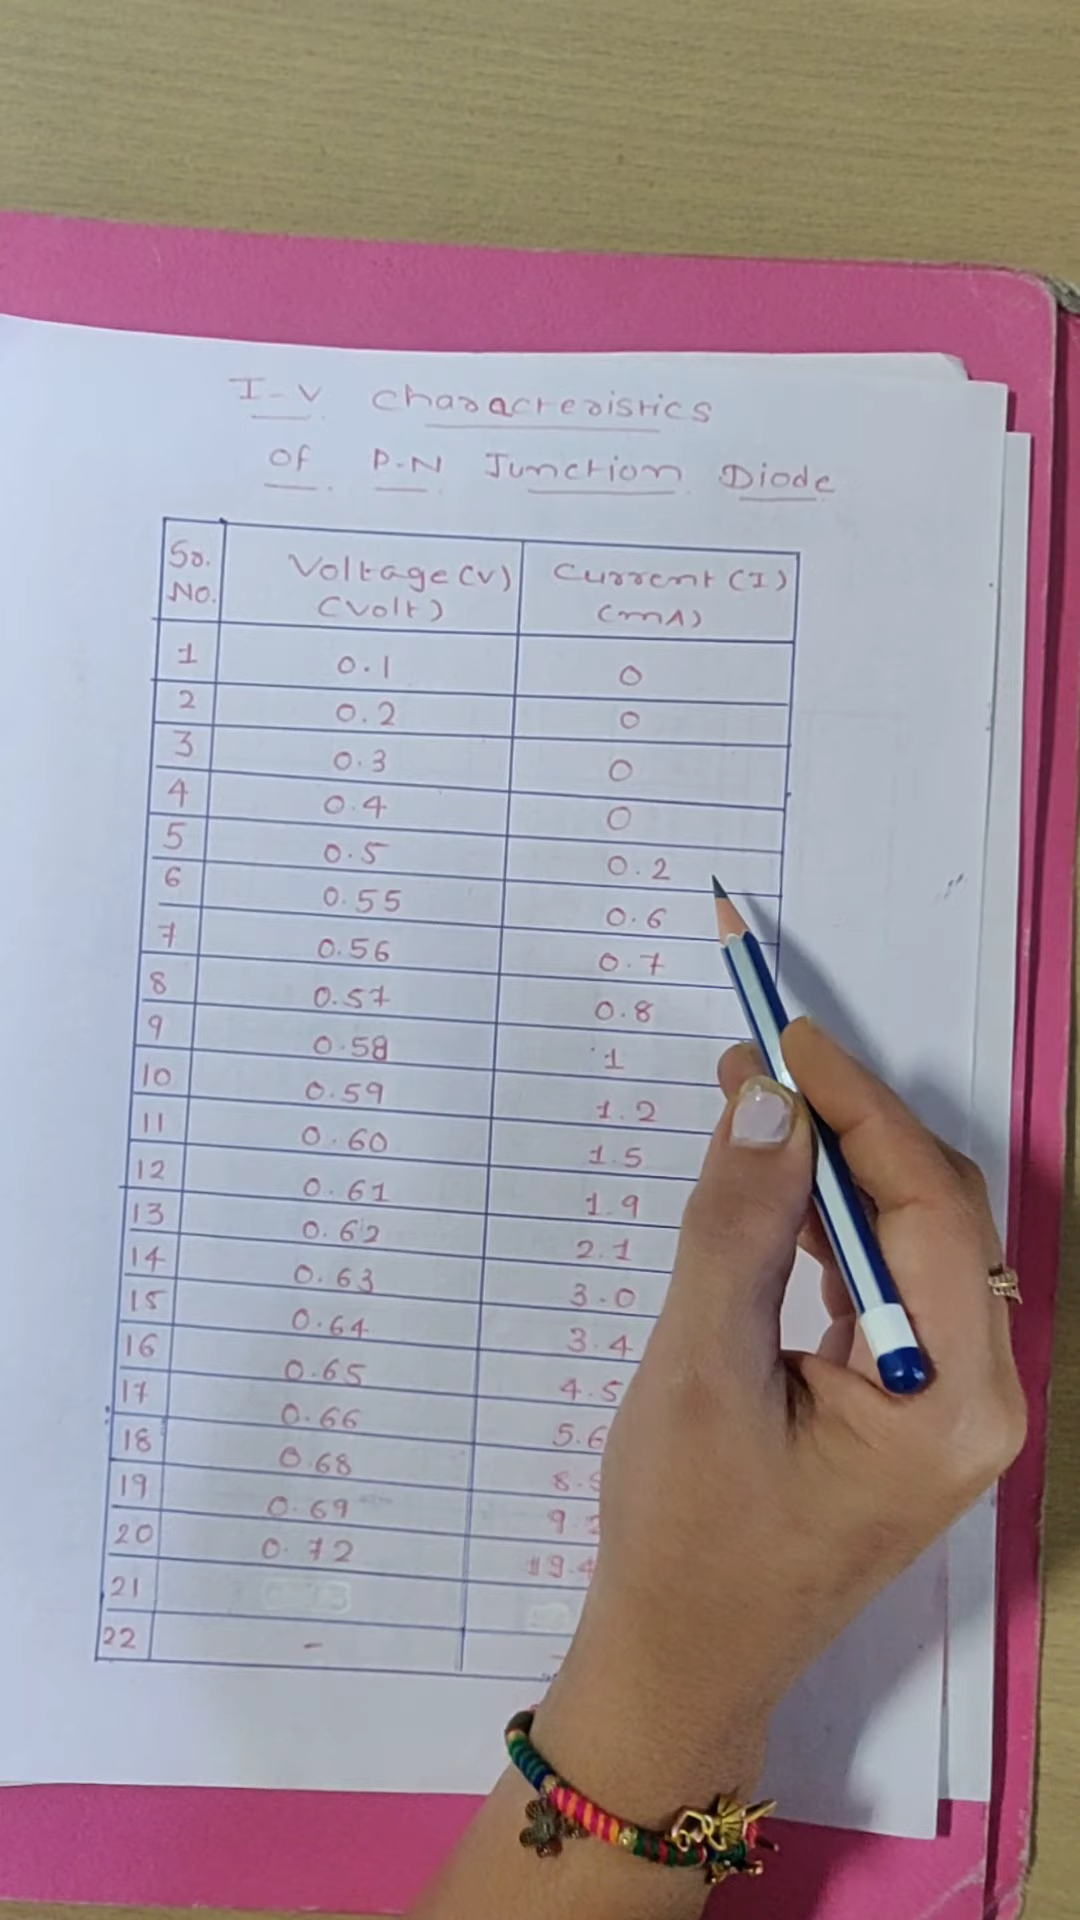 I-V Characteristics
Of P-N Junction Diode
Sr. No. Voltage (V) (Volt) Current (I) (mA)
1 0.1 0
2 0.2 0
3 0.3 0
4 0.4 0
5 0.5 0.2
6 0.55 0.6
7 0.56 0.7
8 0.57 0.8
9 0.58 1
10 0.59 1.2
11 0.60 1.5
12 0.61 1.9
13 0.62 2.1
14 0.63 3.0
15 0.64 3.4
16 0.65 4.5
17 0.66 5.6
18 0.68
19 0.69
20 0.72 19.4
21
22 -